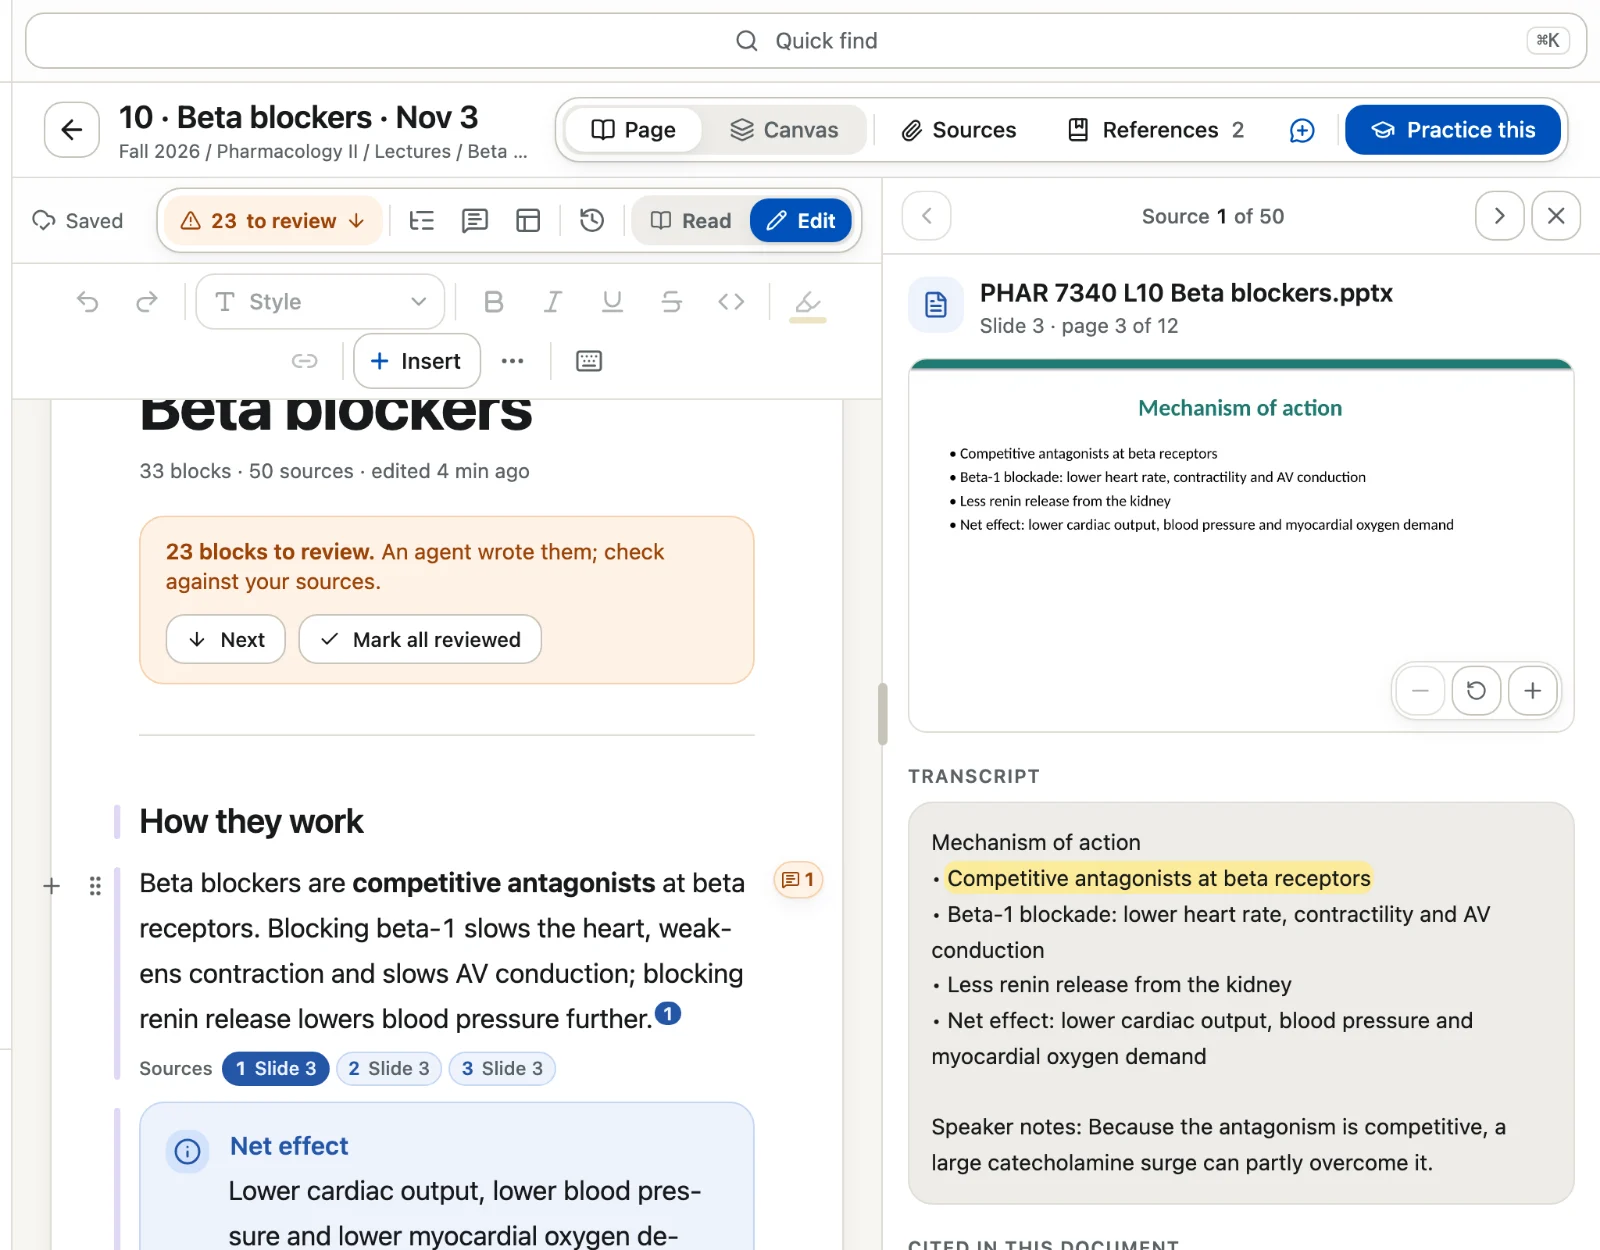 Quick find
⌘K
10 · Beta blockers · Nov 3
Fall 2026 / Pharmacology II / Lectures / Beta ...
Page
Canvas
Sources
References 2
Practice this
Saved
23 to review
Read
Edit
Style
Insert
Beta blockers
33 blocks · 50 sources · edited 4 min ago
23 blocks to review. An agent wrote them; check
against your sources.
Next
Mark all reviewed
How they work
Beta blockers are competitive antagonists at beta
receptors. Blocking beta-1 slows the heart, weak-
ens contraction and slows AV conduction; blocking
renin release lowers blood pressure further. 1
1
Sources 1 Slide 3 2 Slide 3 3 Slide 3
Net effect
Lower cardiac output, lower blood pres-
sure and lower myocardial oxygen de-
Source 1 of 50
PHAR 7340 L10 Beta blockers.pptx
Slide 3 · page 3 of 12
Mechanism of action
• Competitive antagonists at beta receptors
• Beta-1 blockade: lower heart rate, contractility and AV conduction
• Less renin release from the kidney
• Net effect: lower cardiac output, blood pressure and myocardial oxygen demand
TRANSCRIPT
Mechanism of action
• Competitive antagonists at beta receptors
• Beta-1 blockade: lower heart rate, contractility and AV
conduction
• Less renin release from the kidney
• Net effect: lower cardiac output, blood pressure and
myocardial oxygen demand
Speaker notes: Because the antagonism is competitive, a
large catecholamine surge can partly overcome it.
CITED IN THIS DOCUMENT